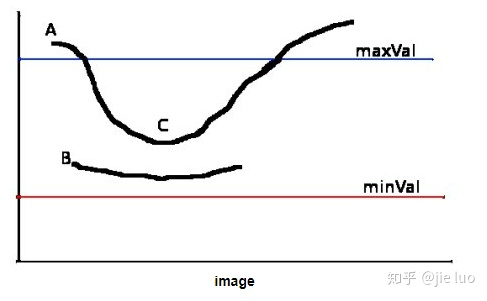 A
maxVal
C
B
minVal
image
知乎 @jie luo